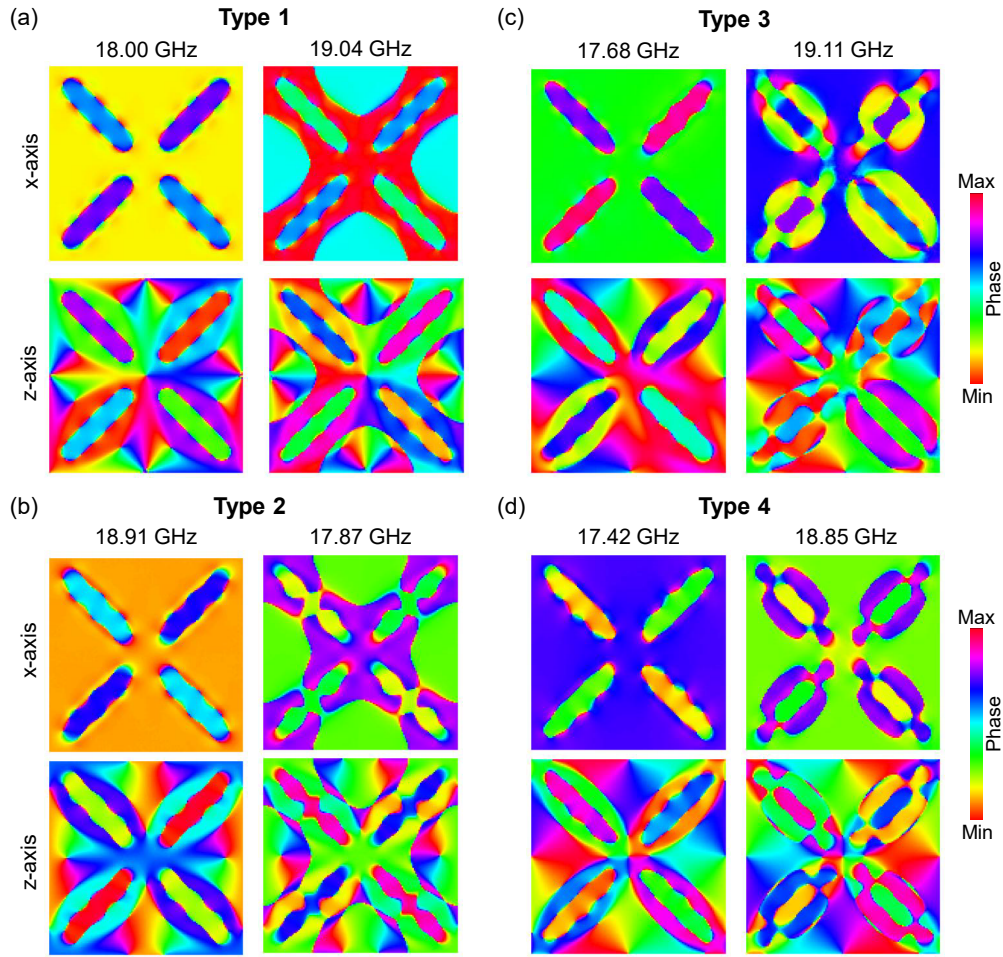 (a)
Type 1
18.00 GHz
19.04 GHz
x-axis
z-axis
(c)
Type 3
17.68 GHz
19.11 GHz
Max
Phase
Min
(b)
Type 2
18.91 GHz
17.87 GHz
x-axis
z-axis
(d)
Type 4
17.42 GHz
18.85 GHz
Max
Phase
Min